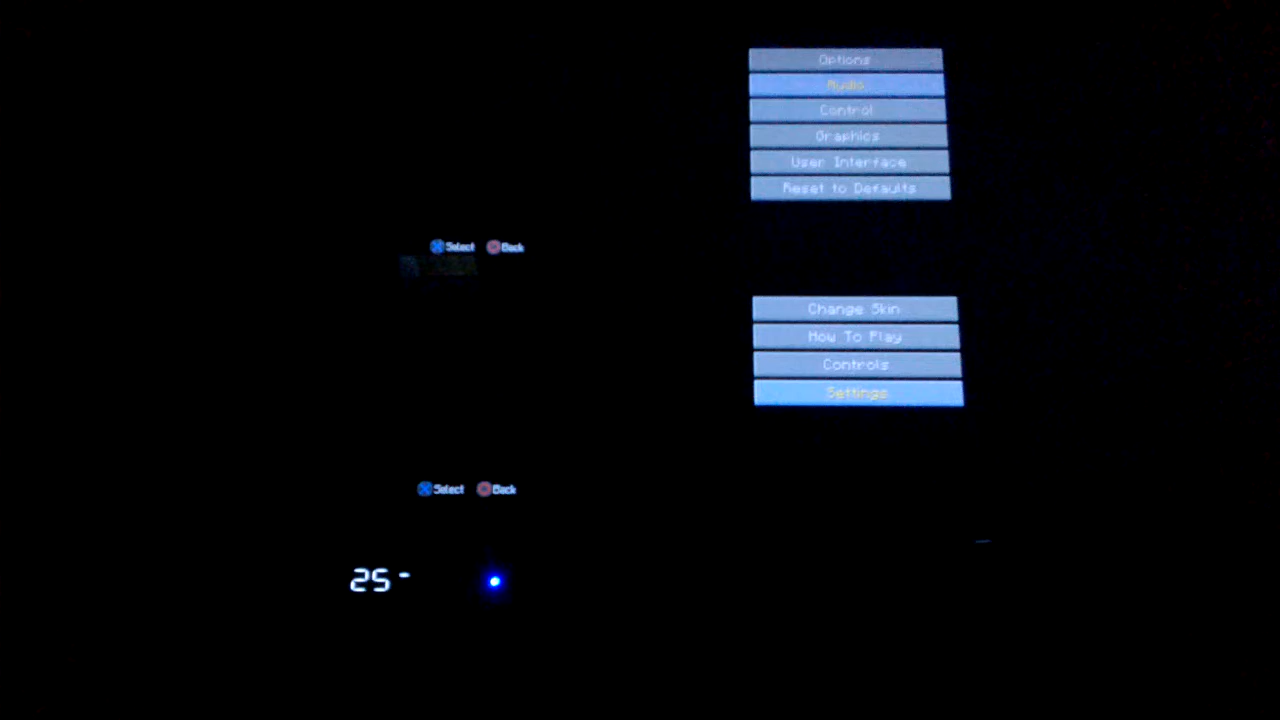 Options
Audio
Control
Graphics
User Interface
Reset to Defaults
Select Back
Change Skin
How To Play
Controls
Settings
Select Back
25